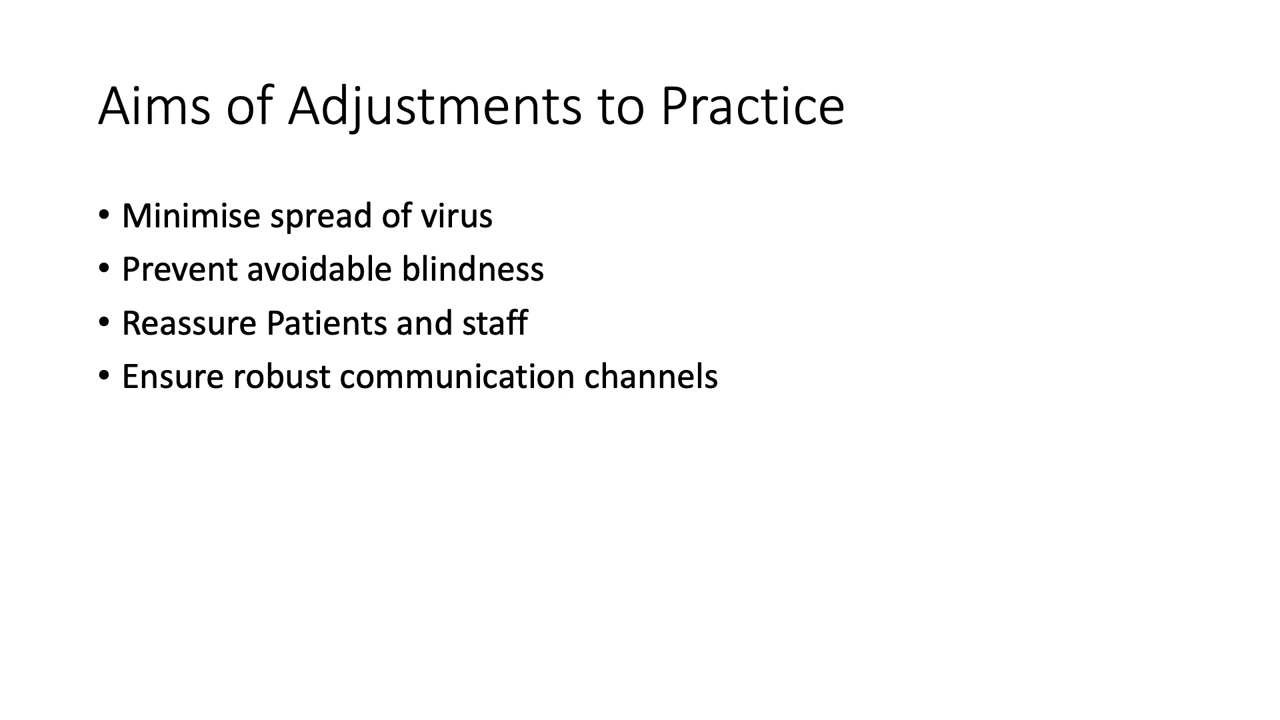 Aims of Adjustments to Practice
• Minimise spread of virus
• Prevent avoidable blindness
• Reassure Patients and staff
• Ensure robust communication channels